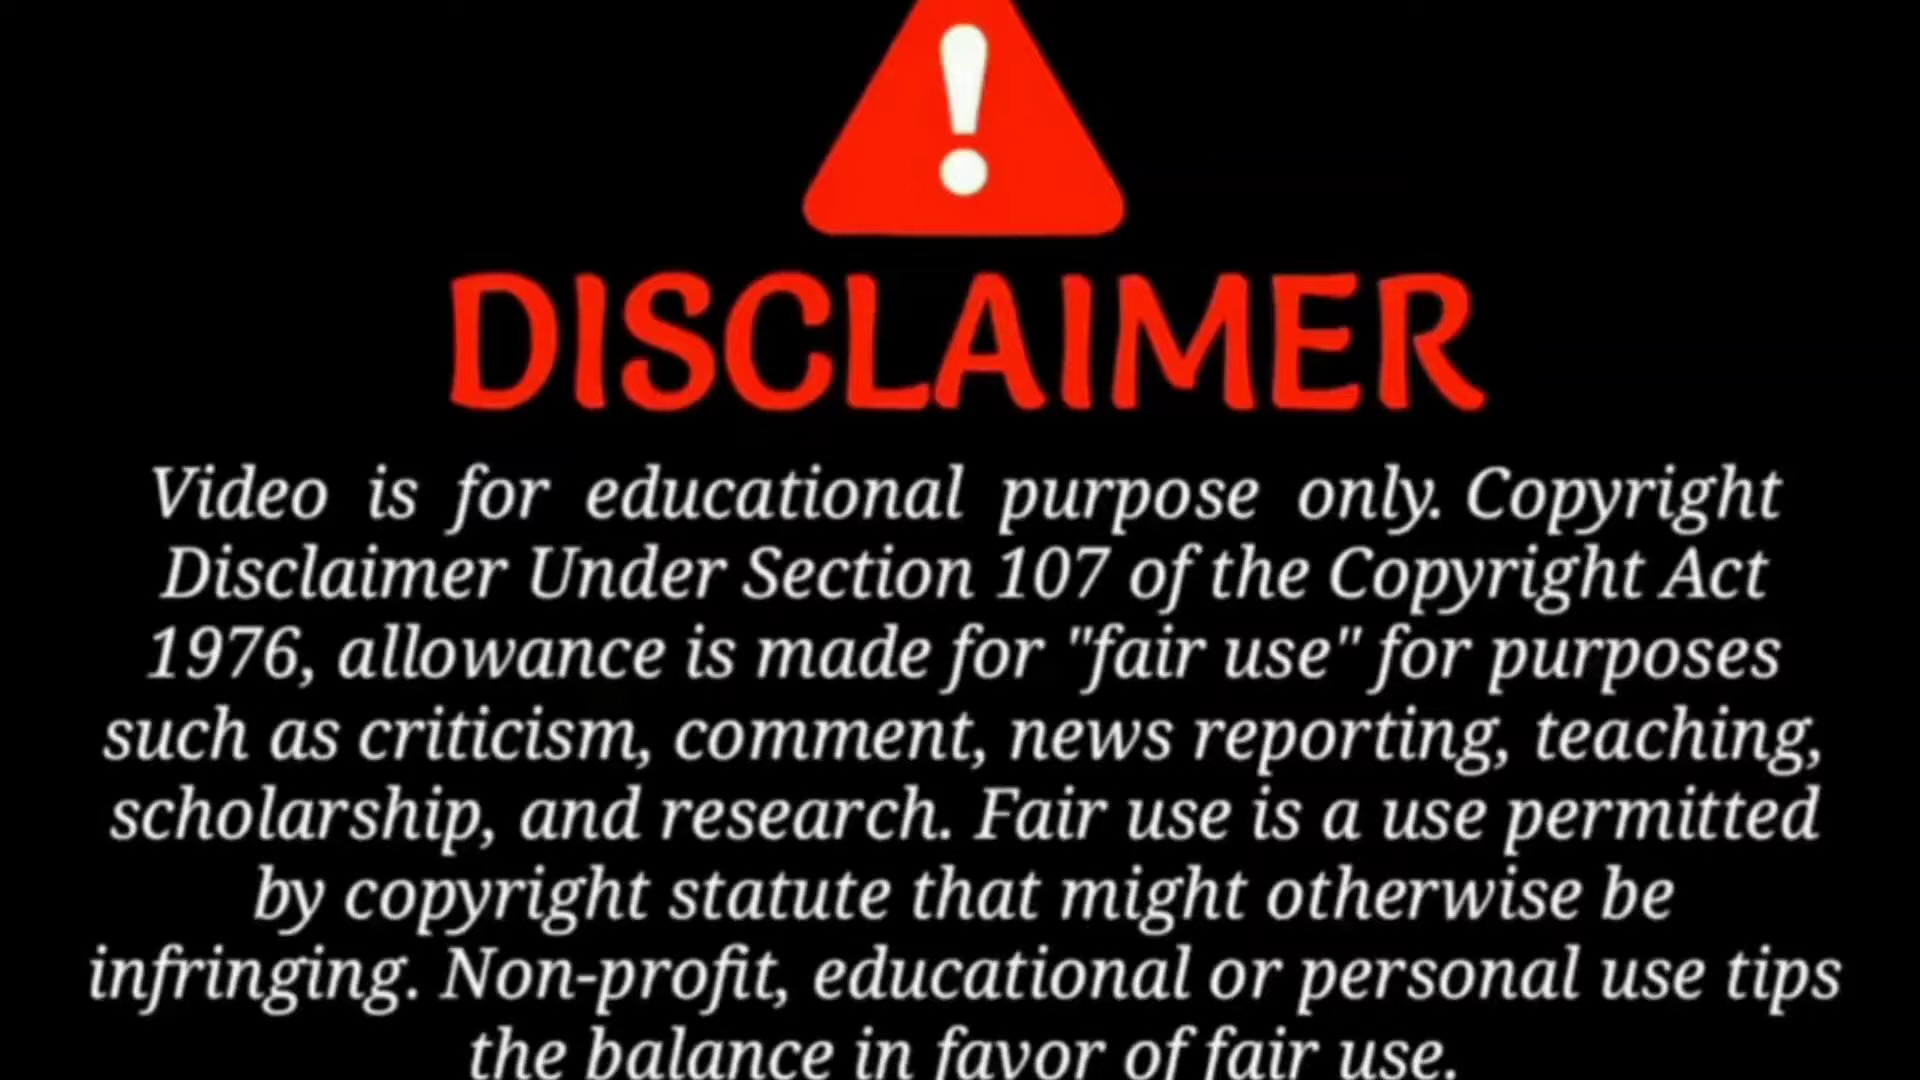 DISCLAIMER
Video is for educational purpose only. Copyright
Disclaimer Under Section 107 of the Copyright Act
1976, allowance is made for "fair use" for purposes
such as criticism, comment, news reporting, teaching,
scholarship, and research. Fair use is a use permitted
by copyright statute that might otherwise be
infringing. Non-profit, educational or personal use tips
the balance in favor of fair use.